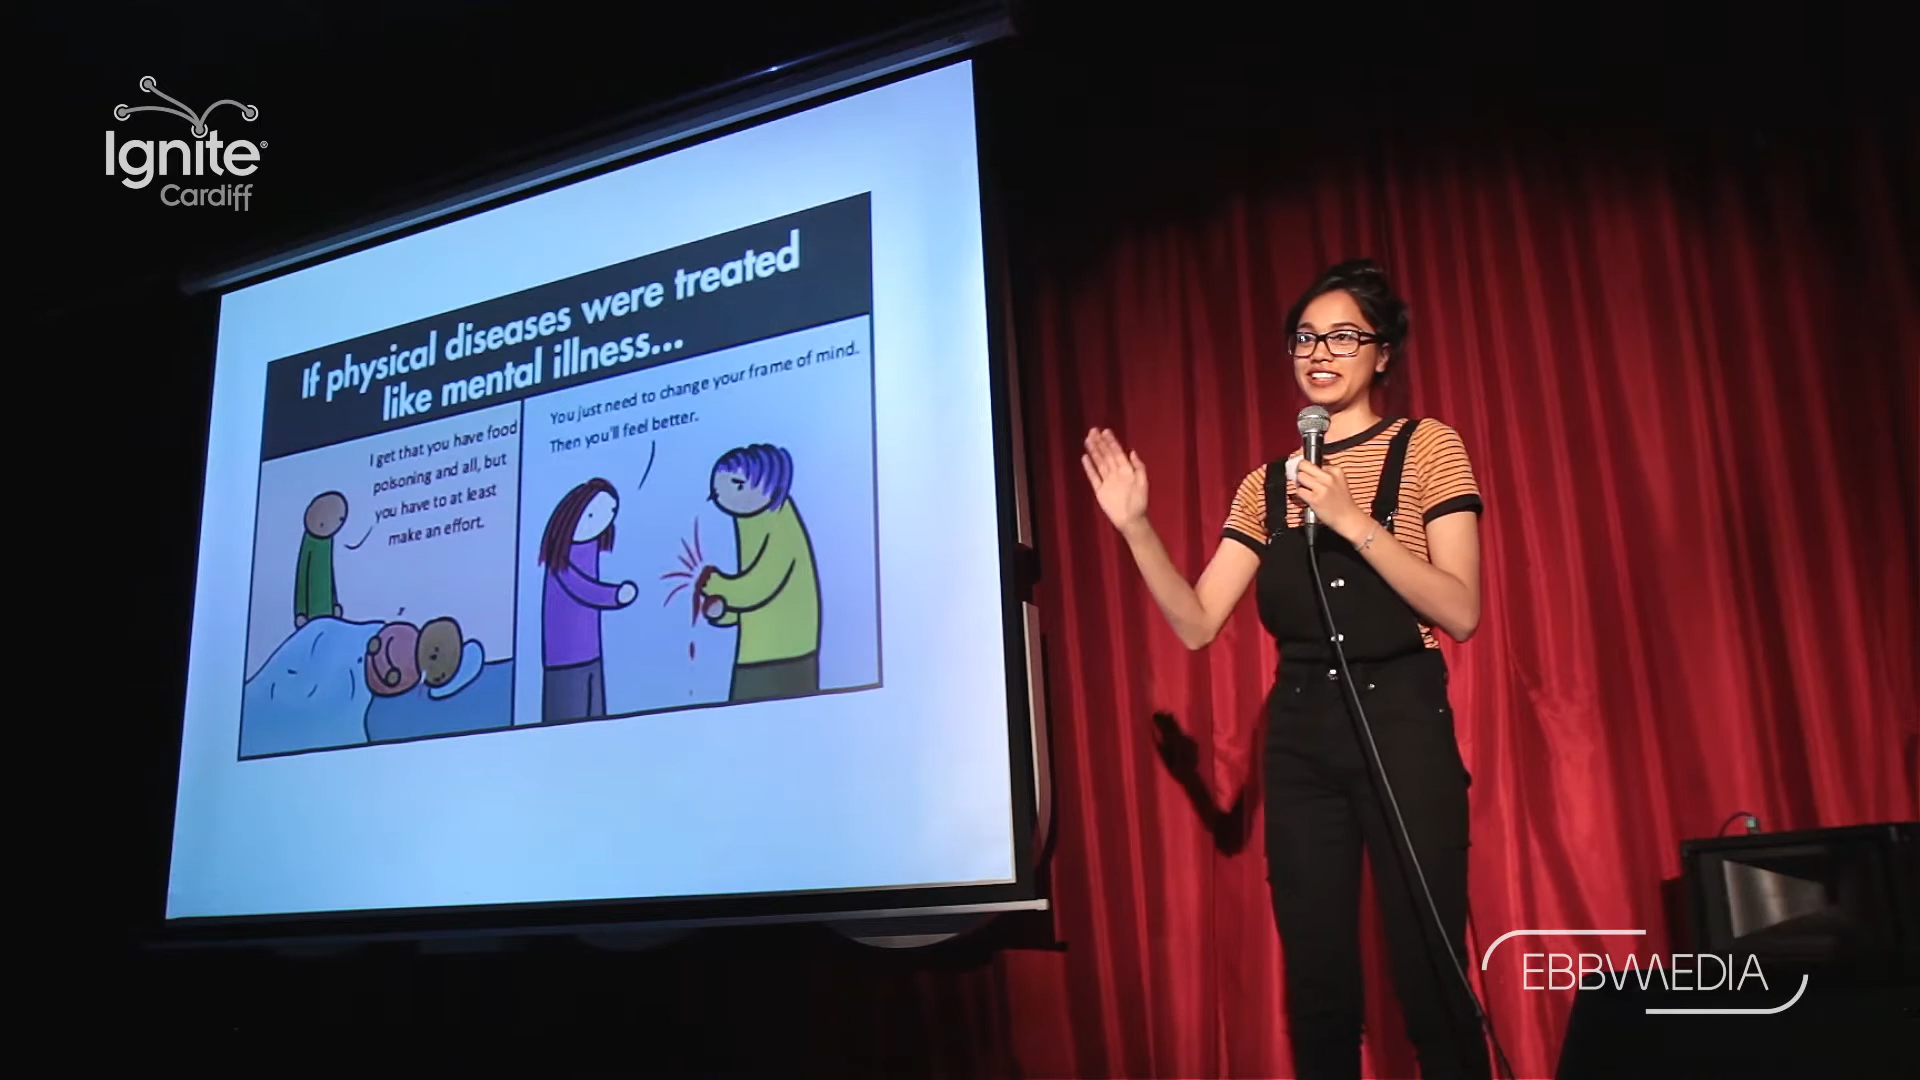 Ignite®
Cardiff
If physical diseases were treated
like mental illness...
I get that you have food
poisoning and all, but
you have to at least
make an effort.
You just need to change your frame of mind.
Then you'll feel better.
z
EBBWMEDIA